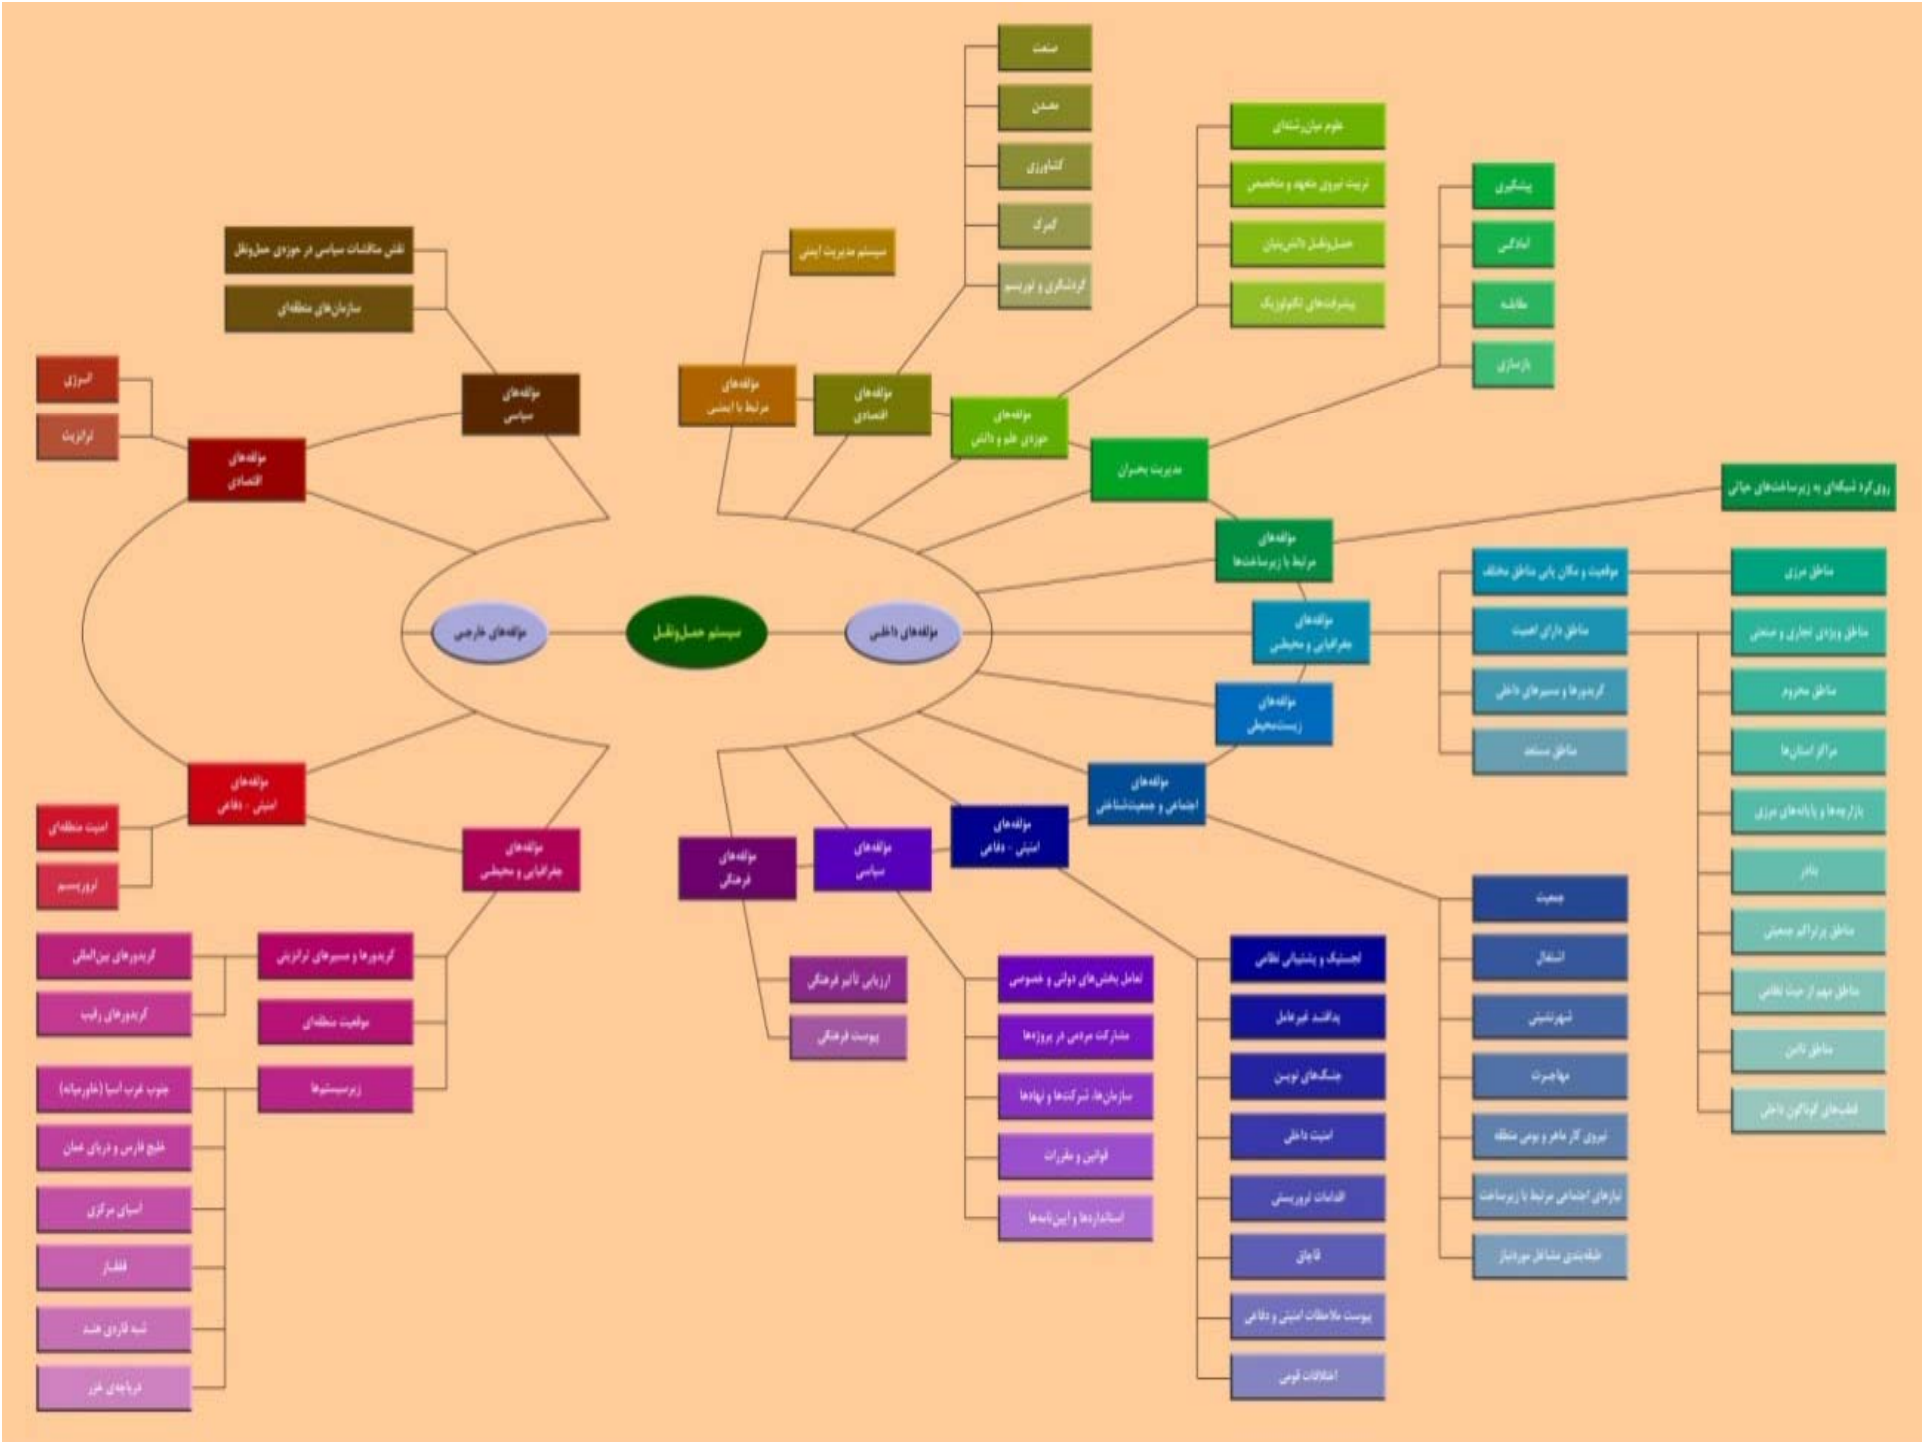 صنعت
معدن
کشاورزی
گمرک
گردشگری و توریسم
علوم میان‌رشته‌ای
تربیت نیروی متعهد و متخصص
حمل‌ونقل دانش‌بنیان
پیشرفت‌های تکنولوژیک
پیشگیری
آمادگی
مقابله
بازسازی
سیستم مدیریت ایمنی
نقش مناقشات سیاسی در حوزه‌ی حمل‌ونقل
سازمان‌های منطقه‌ای
انرژی
ترانزیت
مؤلفه‌های
سیاسی
مؤلفه‌های
مرتبط با ایمنی
مؤلفه‌های
اقتصادی
مؤلفه‌های
حوزه‌ی علم و دانش
مدیریت بحران
مؤلفه‌های
اقتصادی
روی‌کرد شبکه‌ای به زیرساخت‌های حیاتی
مؤلفه‌های
مرتبط با زیرساخت‌ها
مؤلفه‌های
جغرافیایی و محیطی
مؤلفه‌های
زیست‌محیطی
موقعیت و مکان یابی مناطق مختلف
مناطق دارای اهمیت
کریدورها و مسیرهای داخلی
مناطق مستعد
مناطق مرزی
مناطق ویژه‌ی تجاری و صنعتی
مناطق محروم
مراکز استان‌ها
بازارچه‌ها و پایانه‌های مرزی
بنادر
مناطق پرتراکم جمعیتی
مناطق مهم از حیث نظامی
مناطق ناامن
قطب‌های گوناگون داخلی
مؤلفه‌های داخلی
سیستم حمل‌ونقل
مؤلفه‌های خارجی
مؤلفه‌های
اجتماعی و جمعیت‌شناختی
مؤلفه‌های
امنیتی - دفاعی
مؤلفه‌های
سیاسی
مؤلفه‌های
فرهنگی
مؤلفه‌های
امنیتی - دفاعی
مؤلفه‌های
جغرافیایی و محیطی
امنیت منطقه‌ای
تروریسم
جمعیت
اشتغال
شهرنشینی
مهاجرت
نیروی کار ماهر و بومی منطقه
نیازهای اجتماعی مرتبط با زیرساخت
طبقه‌بندی مشاغل موردنیاز
لجستیک و پشتیبانی نظامی
پدافند غیرعامل
جنگ‌های نوین
امنیت داخلی
اقدامات تروریستی
قاچاق
پیوست ملاحظات امنیتی و دفاعی
اختلافات قومی
تعامل بخش‌های دولتی و خصوصی
مشارکت مردمی در پروژه‌ها
سازمان‌ها، شرکت‌ها و نهادها
قوانین و مقررات
استانداردها و آیین‌نامه‌ها
ارزیابی تأثیر فرهنگی
پیوست فرهنگی
کریدورها و مسیرهای ترانزیتی
موقعیت منطقه‌ای
زیرسیستم‌ها
کریدورهای بین‌المللی
کریدورهای رقیب
جنوب غرب آسیا (خاورمیانه)
خلیج فارس و دریای عمان
آسیای مرکزی
قفقاز
شبه قاره‌ی هند
دریاچه‌ی خزر